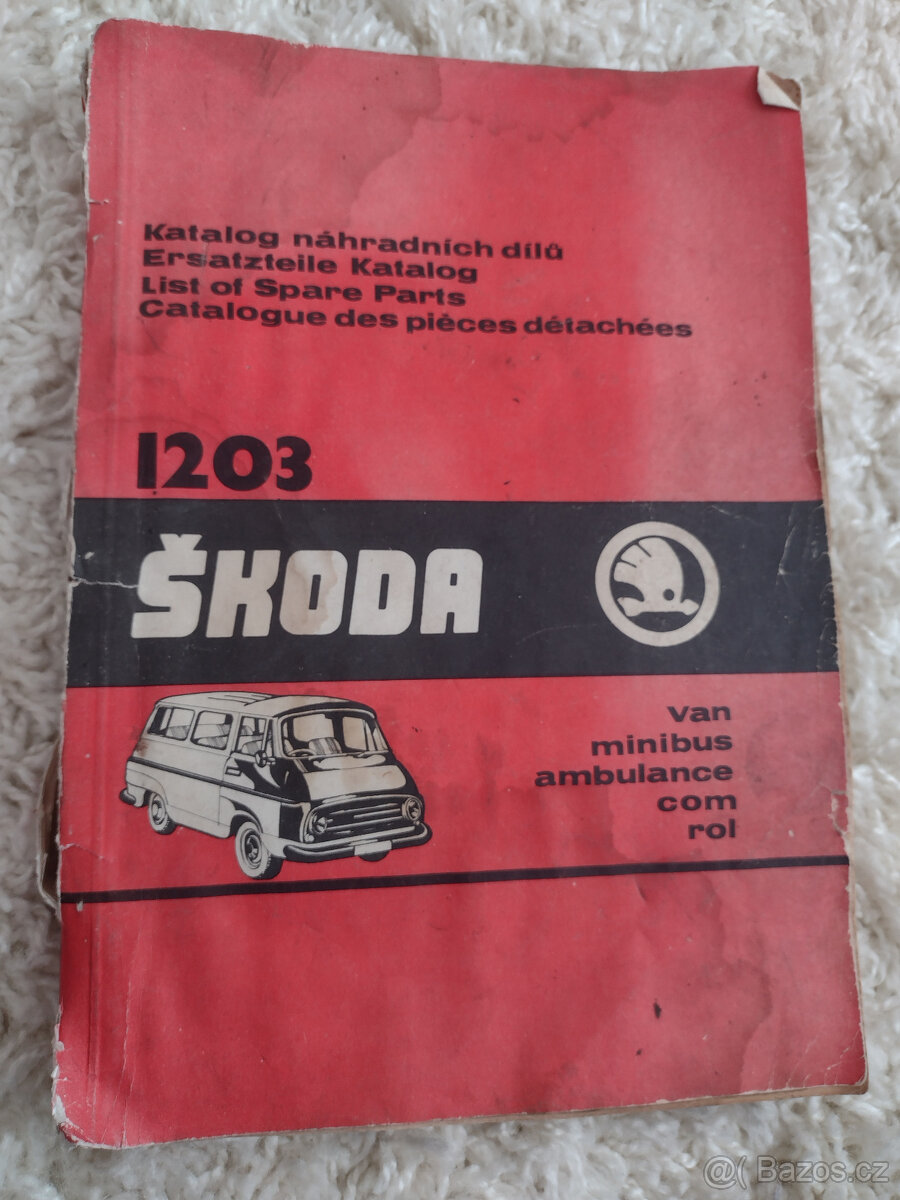 Katalog náhradních dílů
Ersatzteile Katalog
List of Spare Parts
Catalogue des pièces détachées
1203
ŠKODA
van
minibus
ambulance
com
rol
@( Bazos.cz